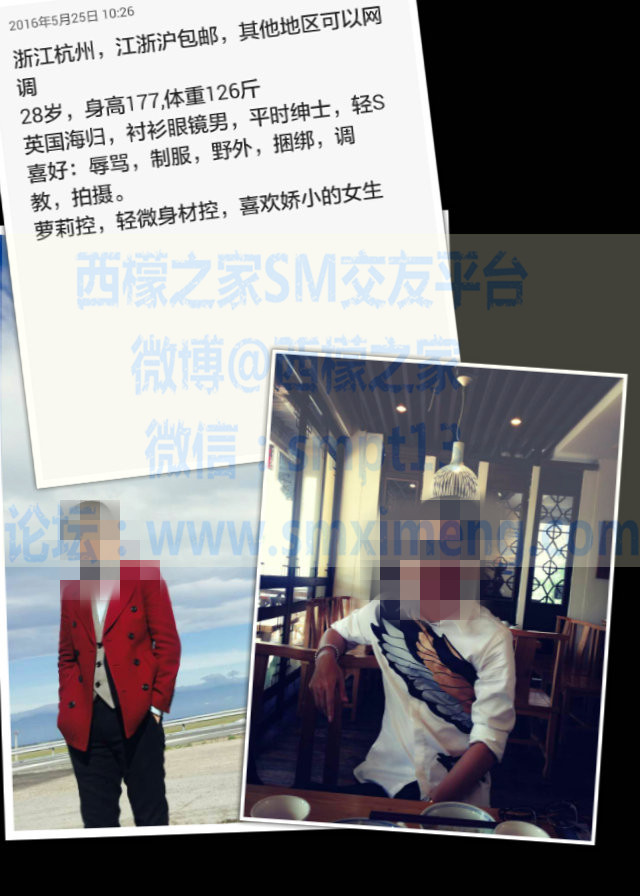 2016年5月25日 10:26
浙江杭州，江浙沪包邮，其他地区可以网
调
28岁，身高177,体重126斤
英国海归，衬衫眼镜男，平时绅士，轻S
喜好：辱骂，制服，野外，捆绑，调
教，拍摄。
萝莉控，轻微身材控，喜欢娇小的女生
西檬之家SM交友平台
微博@西檬之家
微信：smpt13
论坛：www.smximeng.com